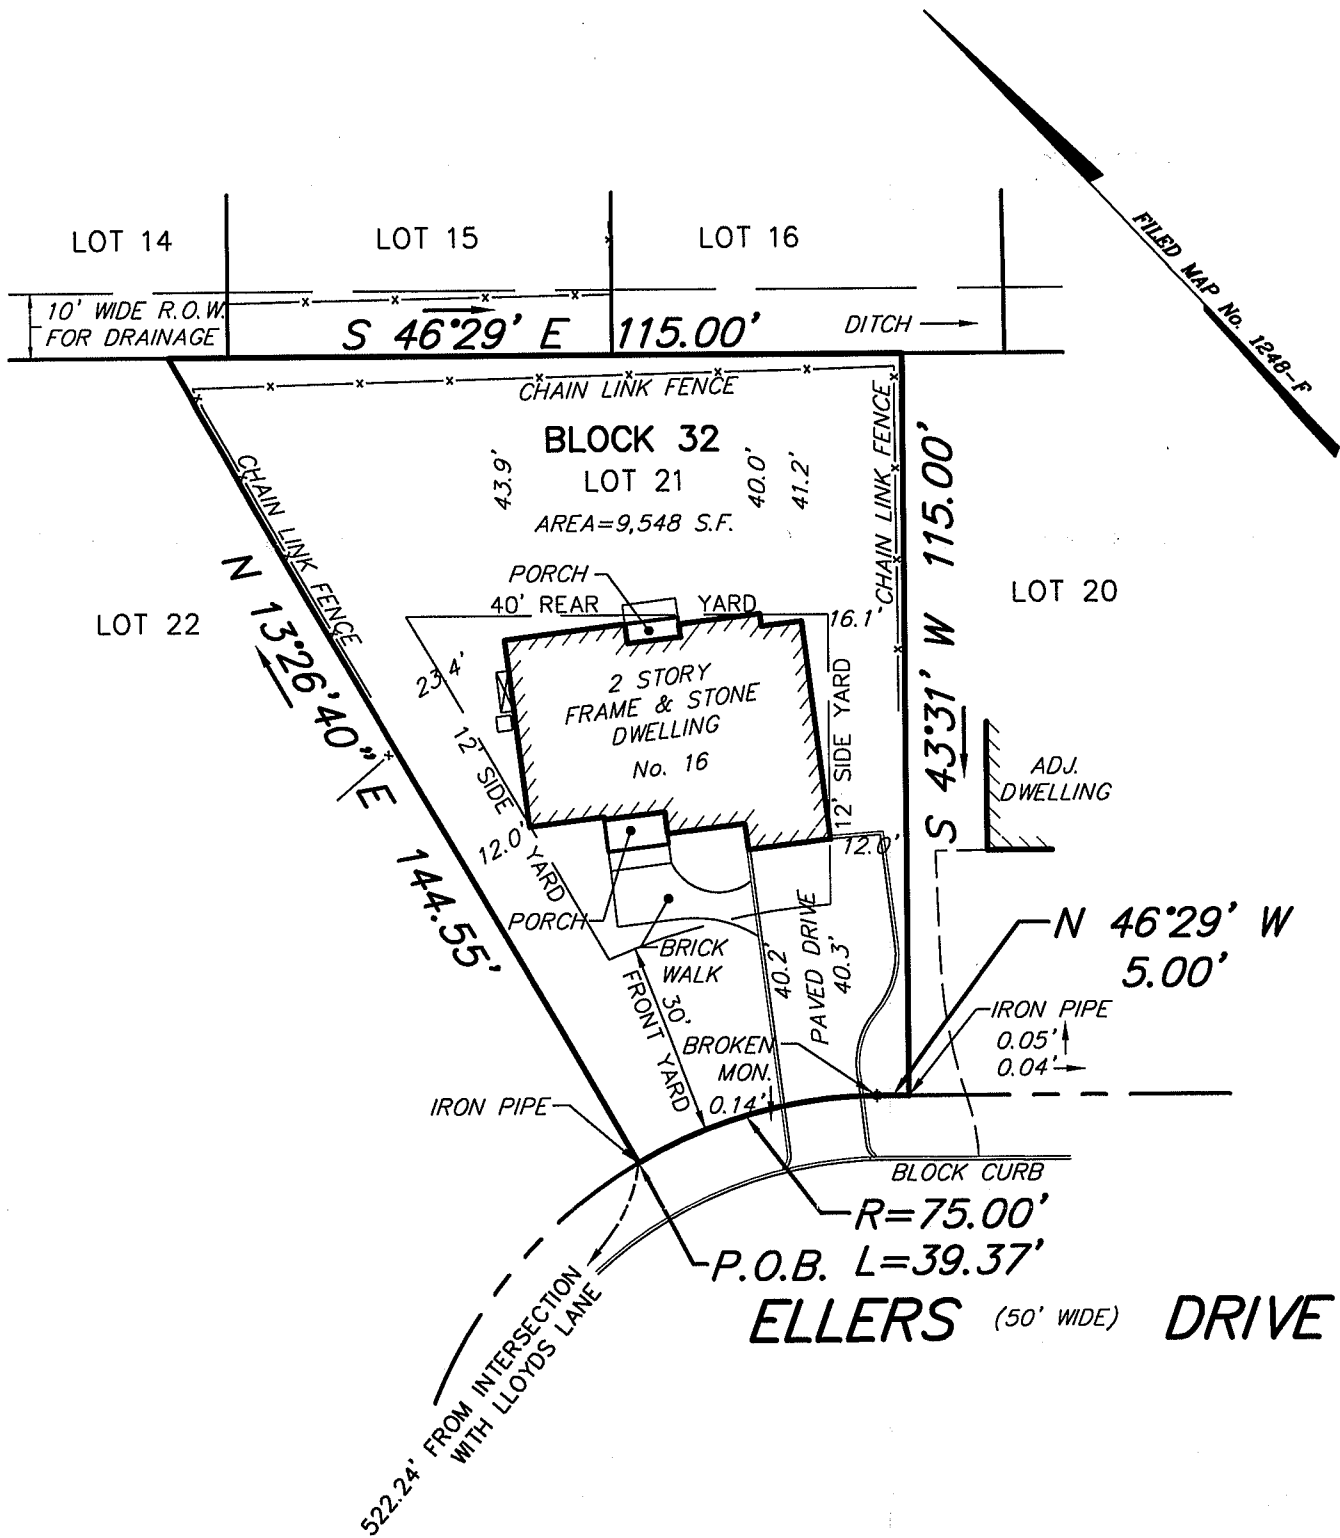 FILED MAP No. 1248-F
LOT 14
LOT 15
LOT 16
10' WIDE R.O.W.
FOR DRAINAGE
S 46°29' E 115.00'
DITCH
CHAIN LINK FENCE
BLOCK 32
LOT 21
AREA=9,548 S.F.
43.9'
40.0'
41.2'
CHAIN LINK FENCE
CHAIN LINK FENCE
S 43°31' W 115.00'
N 13°26'40" E 144.55'
LOT 22
LOT 20
PORCH
40' REAR YARD
16.1'
23.4'
2 STORY
FRAME & STONE
DWELLING
No. 16
12' SIDE YARD
12' SIDE YARD
ADJ.
DWELLING
12.0'
12.0'
PORCH
BRICK
WALK
PAVED DRIVE
40.2'
40.3'
30'
FRONT YARD
N 46°29' W
5.00'
IRON PIPE
0.05'
0.04'
BROKEN
MON.
0.14'
IRON PIPE
BLOCK CURB
R=75.00'
P.O.B. L=39.37'
ELLERS (50' WIDE) DRIVE
522.24' FROM INTERSECTION
WITH LLOYDS LANE